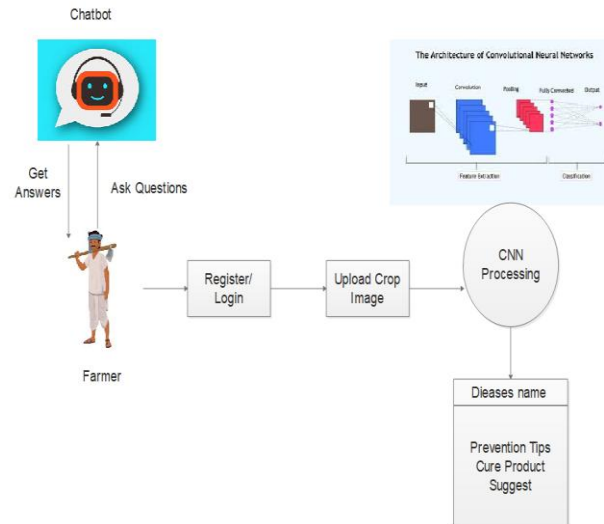 Chatbot
The Architecture of Convolutional Neural Networks
Input
Convolution
Pooling
Fully Connected
Output
Feature Extraction
Classification
Get
Answers
Ask Questions
Farmer
Register/
Login
Upload Crop
Image
CNN
Processing
Dieases name
Prevention Tips
Cure Product
Suggest